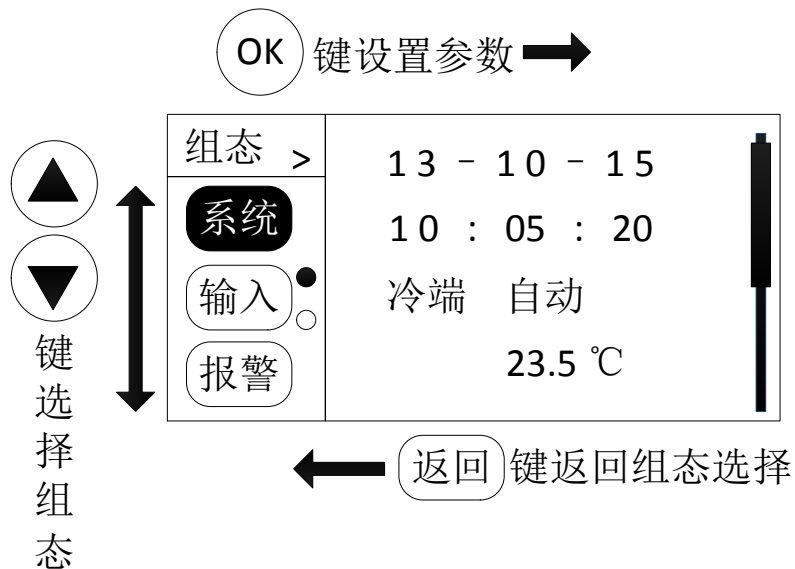 OK 键设置参数
组态 >
系统
输入
报警
13-10-15
10:05:20
冷端 自动
23.5 ℃
键选择组态
返回 键返回组态选择